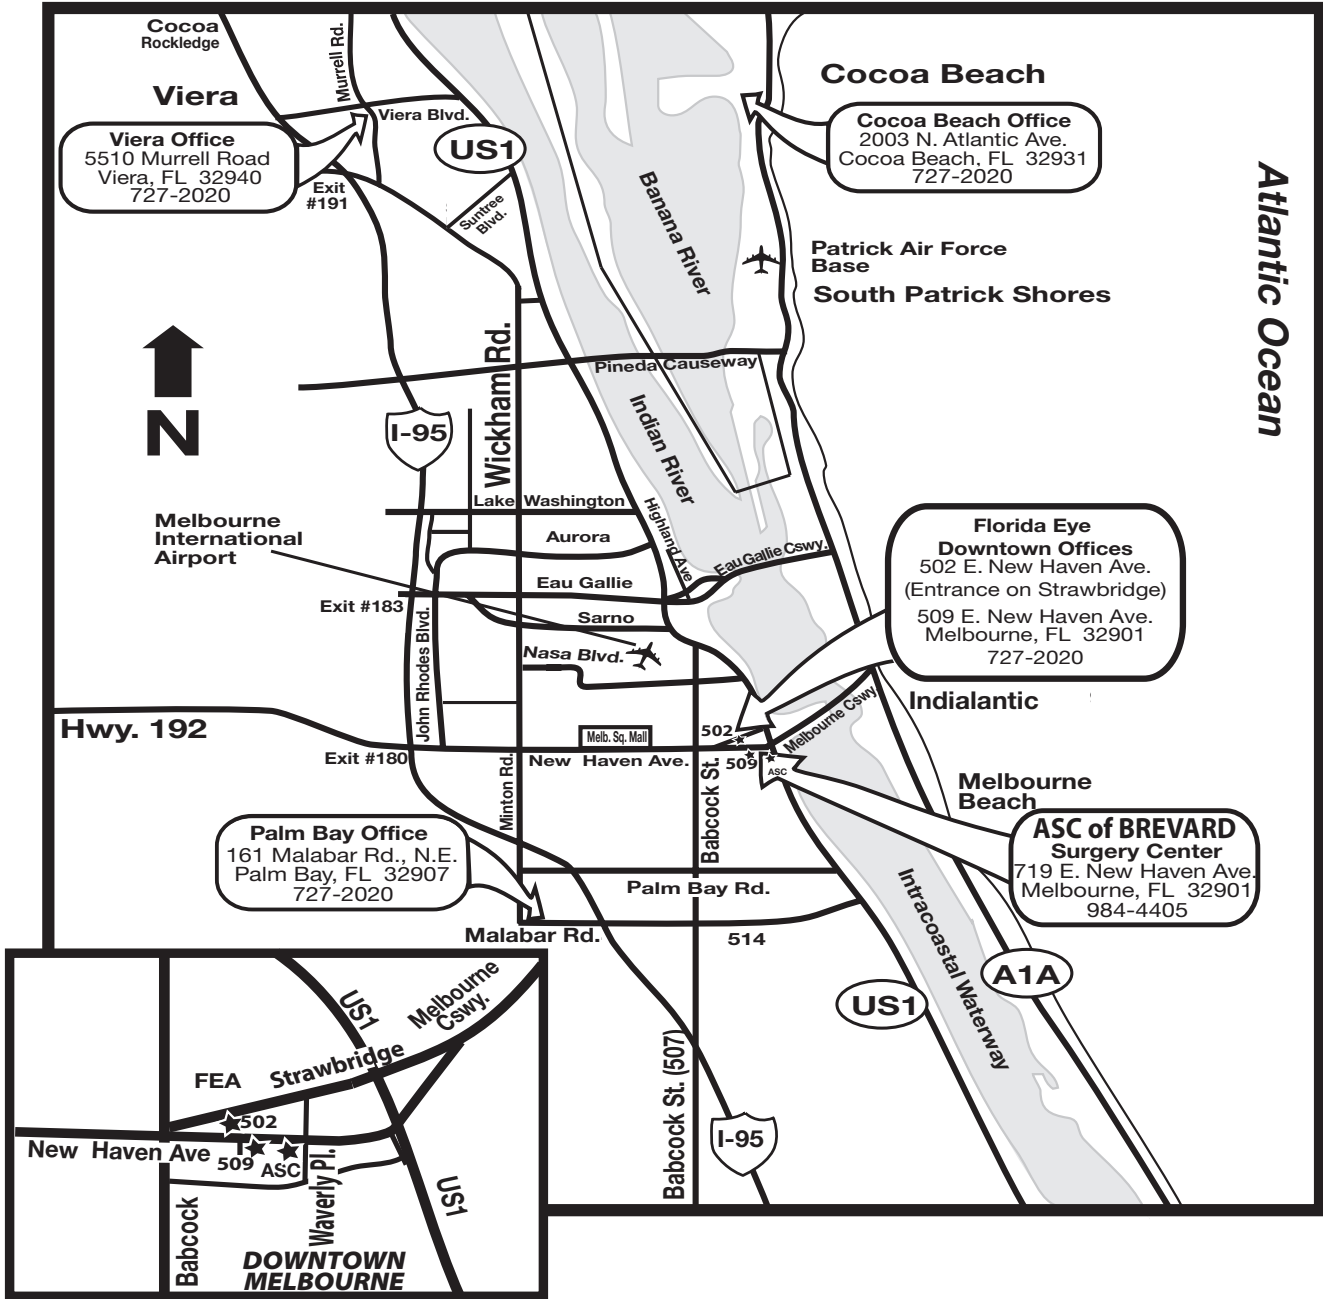 Cocoa
Rockledge
Murrell Rd.
Viera
Viera Blvd.
Viera Office
5510 Murrell Road
Viera, FL 32940
727-2020
Exit
#191
US1
Suntree
Blvd.
Cocoa Beach
Cocoa Beach Office
2003 N. Atlantic Ave.
Cocoa Beach, FL 32931
727-2020
Banana River
Patrick Air Force
Base
South Patrick Shores
Atlantic Ocean
N
Wickham Rd.
Pineda Causeway
I-95
Indian River
Lake Washington
Highland Ave
Melbourne
International
Airport
Aurora
Eau Gallie Cswy.
Eau Gallie
Exit #183
Sarno
John Rhodes Blvd.
Nasa Blvd.
Florida Eye
Downtown Offices
502 E. New Haven Ave.
(Entrance on Strawbridge)
509 E. New Haven Ave.
Melbourne, FL 32901
727-2020
Indialantic
Hwy. 192
Melb. Sq. Mall
502
Melbourne Cswy.
Exit #180
New Haven Ave.
509
ASC
Minton Rd.
Babcock St.
Melbourne
Beach
ASC of BREVARD
Surgery Center
719 E. New Haven Ave.
Melbourne, FL 32901
984-4405
Palm Bay Office
161 Malabar Rd., N.E.
Palm Bay, FL 32907
727-2020
Palm Bay Rd.
Malabar Rd.
514
Intracoastal Waterway
A1A
US1
Babcock St. (507)
I-95
US1
Melbourne
Cswy.
Strawbridge
FEA
502
New Haven Ave
509
ASC
Waverly Pl.
Babcock
US1
DOWNTOWN
MELBOURNE